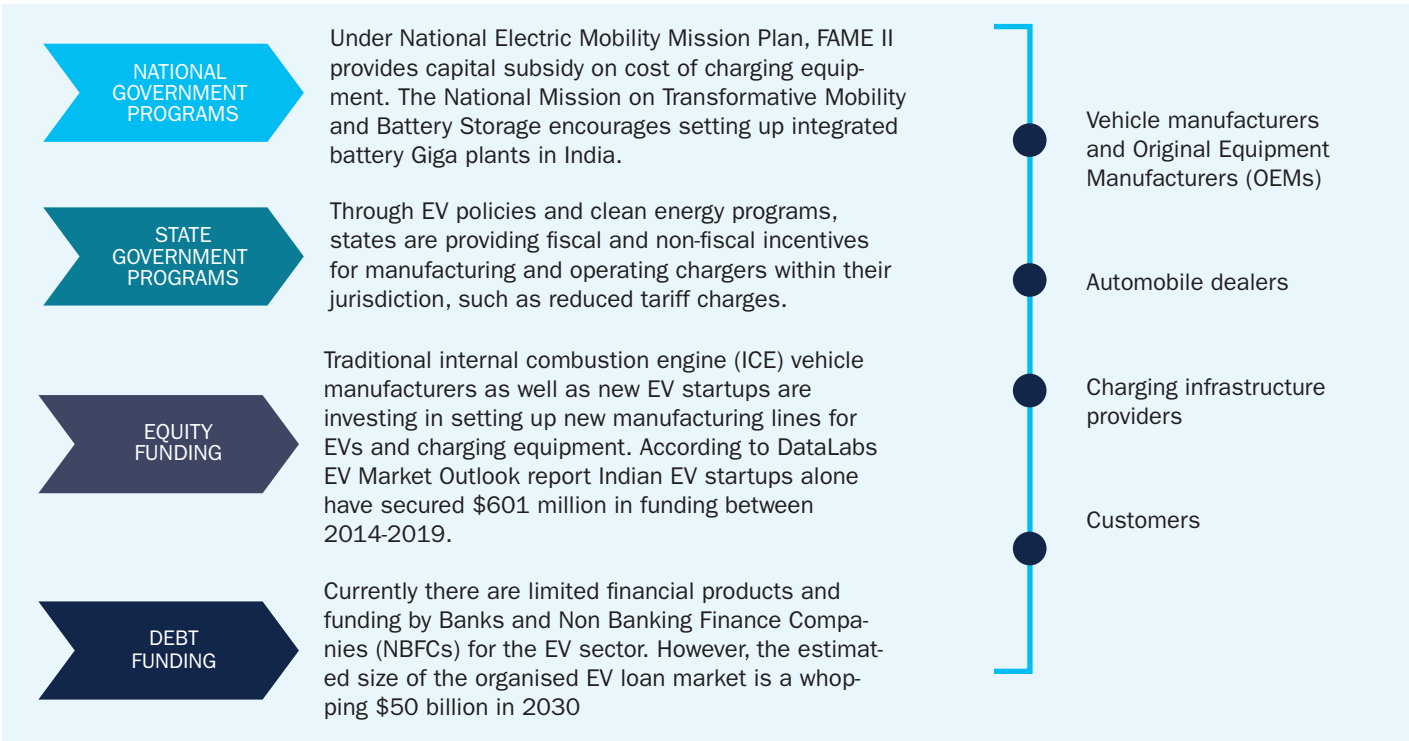 NATIONAL
GOVERNMENT
PROGRAMS
Under National Electric Mobility Mission Plan, FAME II
provides capital subsidy on cost of charging equip-
ment. The National Mission on Transformative Mobility
and Battery Storage encourages setting up integrated
battery Giga plants in India.
STATE
GOVERNMENT
PROGRAMS
Through EV policies and clean energy programs,
states are providing fiscal and non-fiscal incentives
for manufacturing and operating chargers within their
jurisdiction, such as reduced tariff charges.
EQUITY
FUNDING
Traditional internal combustion engine (ICE) vehicle
manufacturers as well as new EV startups are
investing in setting up new manufacturing lines for
EVs and charging equipment. According to DataLabs
EV Market Outlook report Indian EV startups alone
have secured $601 million in funding between
2014-2019.
DEBT
FUNDING
Currently there are limited financial products and
funding by Banks and Non Banking Finance Compa-
nies (NBFCs) for the EV sector. However, the estimat-
ed size of the organised EV loan market is a whop-
ping $50 billion in 2030
Vehicle manufacturers
and Original Equipment
Manufacturers (OEMs)
Automobile dealers
Charging infrastructure
providers
Customers